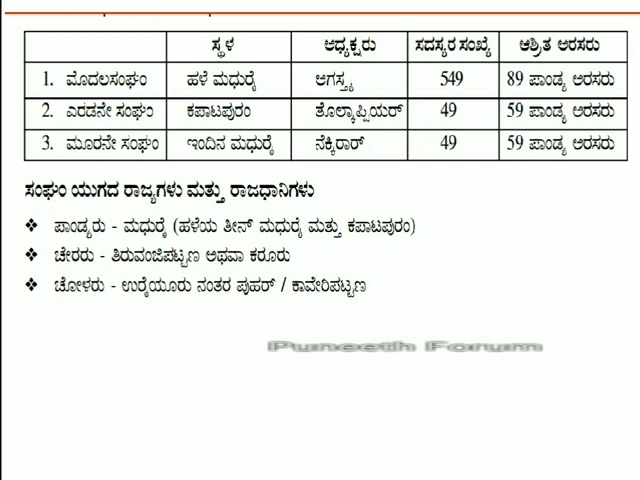 ಸ್ಥಳ ಅಧ್ಯಕ್ಷರು ಸದಸ್ಯರ ಸಂಖ್ಯೆ ಆಶ್ರಿತ ಅರಸರು
1. ಮೊದಲಸಂಘಂ ಹಳೆ ಮಧುರೈ ಅಗಸ್ತ್ಯ 549 89 ಪಾಂಡ್ಯ ಅರಸರು
2. ಎರಡನೇ ಸಂಘಂ ಕಪಾಟಪುರಂ ತೊಲ್ಕಾಪ್ಪಿಯರ್ 49 59 ಪಾಂಡ್ಯ ಅರಸರು
3. ಮೂರನೇ ಸಂಘಂ ಇಂದಿನ ಮಧುರೈ ನೆಕ್ಕಿರಾರ್ 49 59 ಪಾಂಡ್ಯ ಅರಸರು
ಸಂಘಂ ಯುಗದ ರಾಜ್ಯಗಳು ಮತ್ತು ರಾಜಧಾನಿಗಳು
❖ ಪಾಂಡ್ಯರು - ಮಧುರೈ (ಹಳೆಯ ತೀನ್ ಮಧುರೈ ಮತ್ತು ಕಪಾಟಪುರಂ)
❖ ಚೇರರು - ತಿರುವಂಜಿಪಟ್ಟಣ ಅಥವಾ ಕರೂರು
❖ ಚೋಳರು - ಉರೈಯೂರು ನಂತರ ಪುಹರ್ / ಕಾವೇರಿಪಟ್ಟಣ
Puneeth Forum